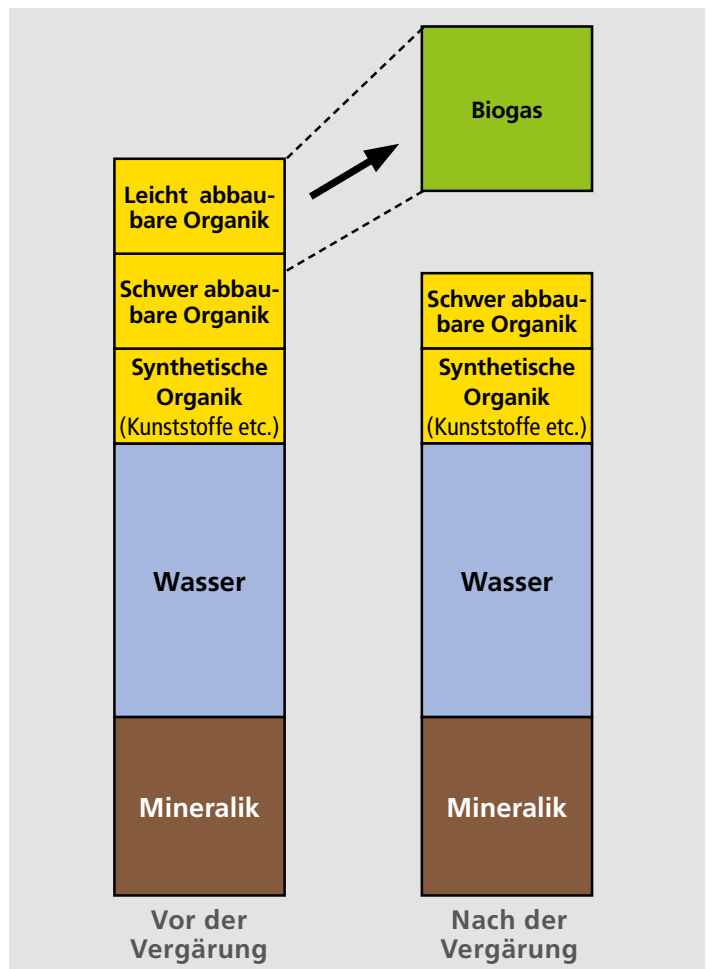 Biogas
Leicht abbau-
bare Organik
Schwer abbau-
bare Organik
Synthetische
Organik
(Kunststoffe etc.)
Wasser
Mineralik
Vor der
Vergärung
Schwer abbau-
bare Organik
Synthetische
Organik
(Kunststoffe etc.)
Wasser
Mineralik
Nach der
Vergärung